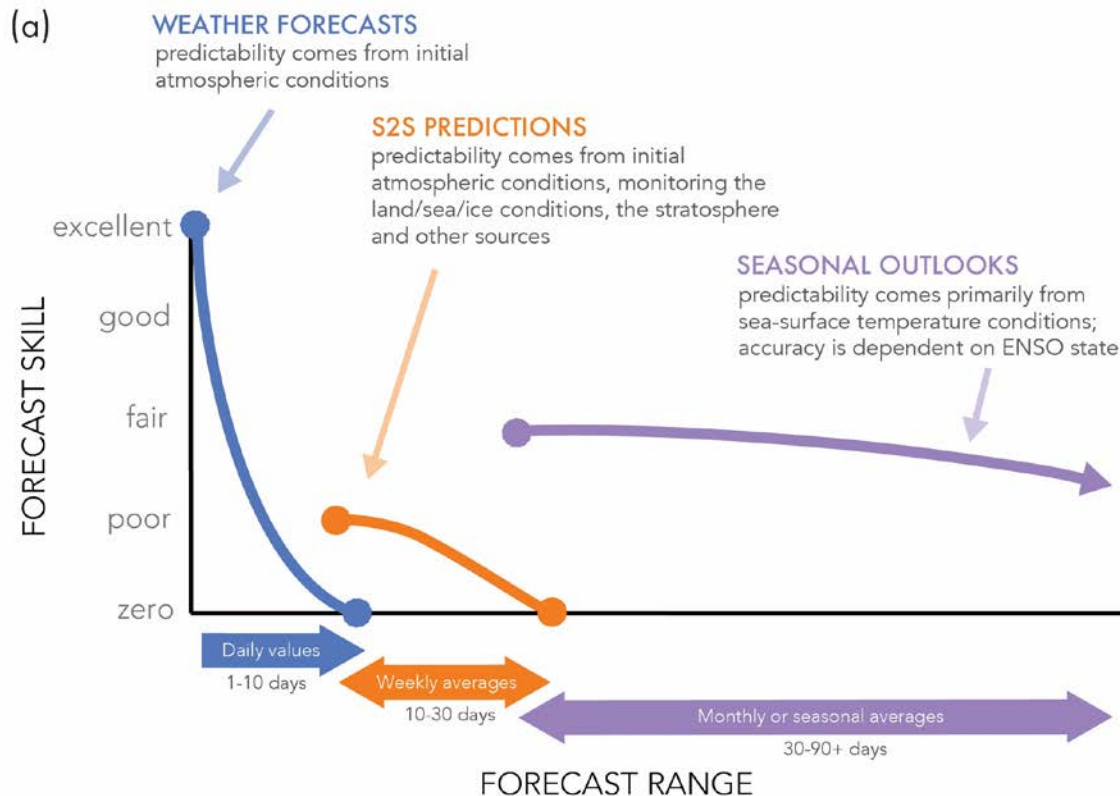 (a)
WEATHER FORECASTS
predictability comes from initial
atmospheric conditions
S2S PREDICTIONS
predictability comes from initial
atmospheric conditions, monitoring the
land/sea/ice conditions, the stratosphere
and other sources
SEASONAL OUTLOOKS
predictability comes primarily from
sea-surface temperature conditions;
accuracy is dependent on ENSO state
FORECAST SKILL
excellent
good
fair
poor
zero
Daily values
1-10 days
Weekly averages
10-30 days
Monthly or seasonal averages
30-90+ days
FORECAST RANGE